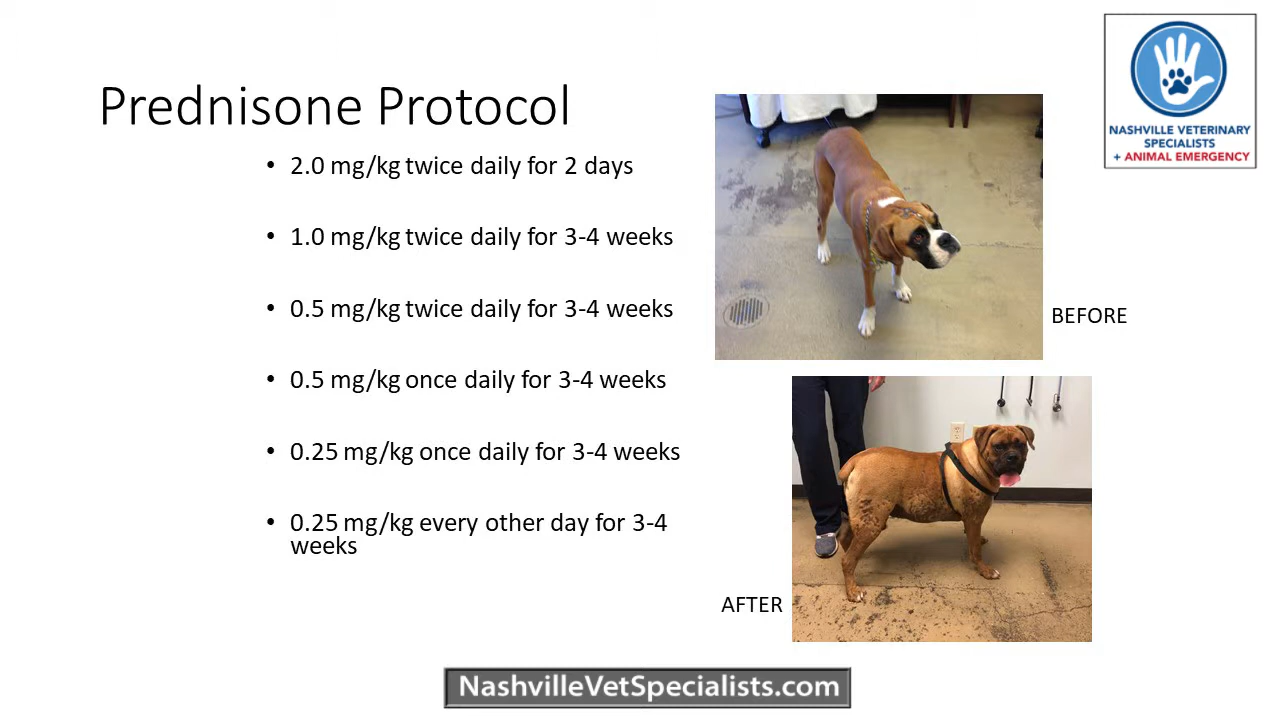 Prednisone Protocol
• 2.0 mg/kg twice daily for 2 days
• 1.0 mg/kg twice daily for 3-4 weeks
• 0.5 mg/kg twice daily for 3-4 weeks
• 0.5 mg/kg once daily for 3-4 weeks
• 0.25 mg/kg once daily for 3-4 weeks
• 0.25 mg/kg every other day for 3-4
weeks
NASHVILLE VETERINARY
SPECIALISTS
+ ANIMAL EMERGENCY
BEFORE
AFTER
NashvilleVetSpecialists.com